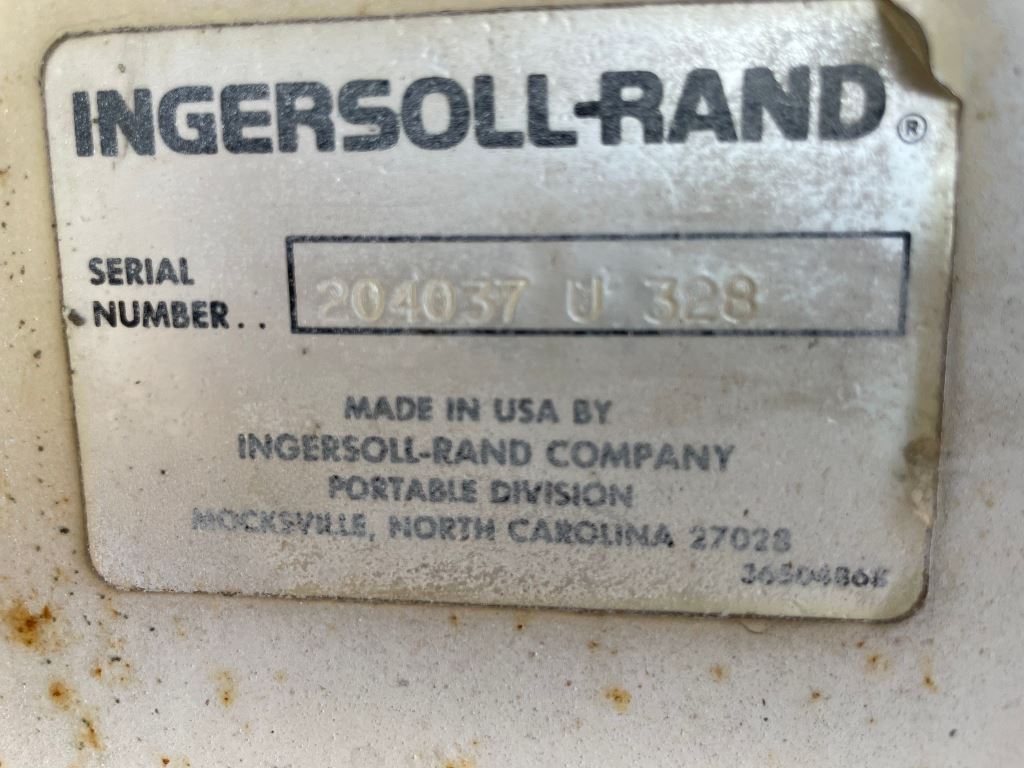 INGERSOLL-RAND®
SERIAL
NUMBER.. 204037 U 328
MADE IN USA BY
INGERSOLL-RAND COMPANY
PORTABLE DIVISION
MOCKSVILLE, NORTH CAROLINA 27028